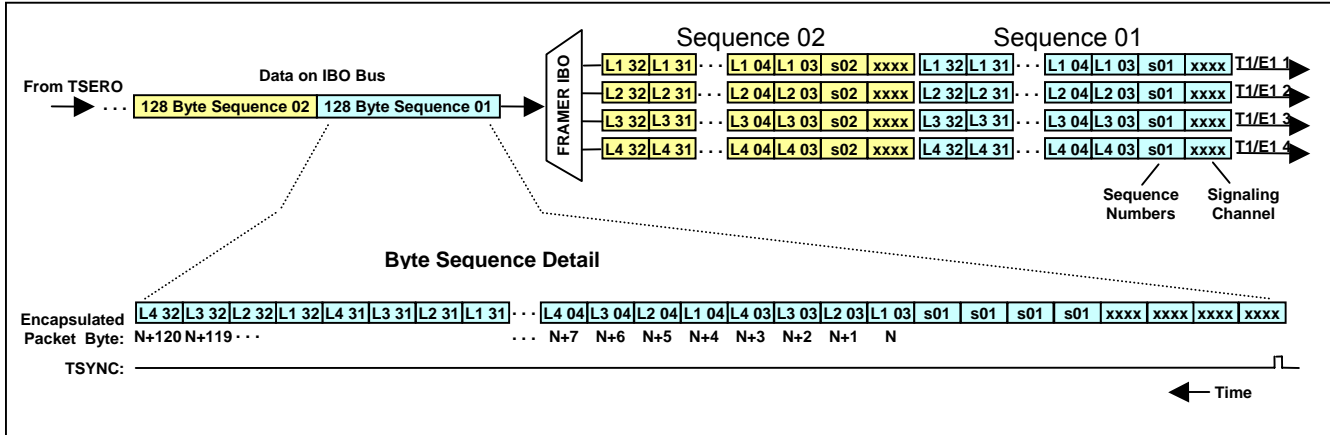 Sequence 02 Sequence 01
From TSERO
Data on IBO Bus
. . . 128 Byte Sequence 02 128 Byte Sequence 01
FRAMER IBO
L1 32 L1 31 . . . L1 04 L1 03 s02 xxxx L1 32 L1 31 . . . L1 04 L1 03 s01 xxxx T1/E1 1
L2 32 L2 31 . . . L2 04 L2 03 s02 xxxx L2 32 L2 31 . . . L2 04 L2 03 s01 xxxx T1/E1 2
L3 32 L3 31 . . . L3 04 L3 03 s02 xxxx L3 32 L3 31 . . . L3 04 L3 03 s01 xxxx T1/E1 3
L4 32 L4 31 . . . L4 04 L4 03 s02 xxxx L4 32 L4 31 . . . L4 04 L4 03 s01 xxxx T1/E1 4
Sequence Numbers
Signaling Channel
Byte Sequence Detail
L4 32 L3 32 L2 32 L1 32 L4 31 L3 31 L2 31 L1 31 . . . L4 04 L3 04 L2 04 L1 04 L4 03 L3 03 L2 03 L1 03 s01 s01 s01 s01 xxxx xxxx xxxx xxxx
Encapsulated
Packet Byte: N+120 N+119 . . . . . . N+7 N+6 N+5 N+4 N+3 N+2 N+1 N
TSYNC:
Time